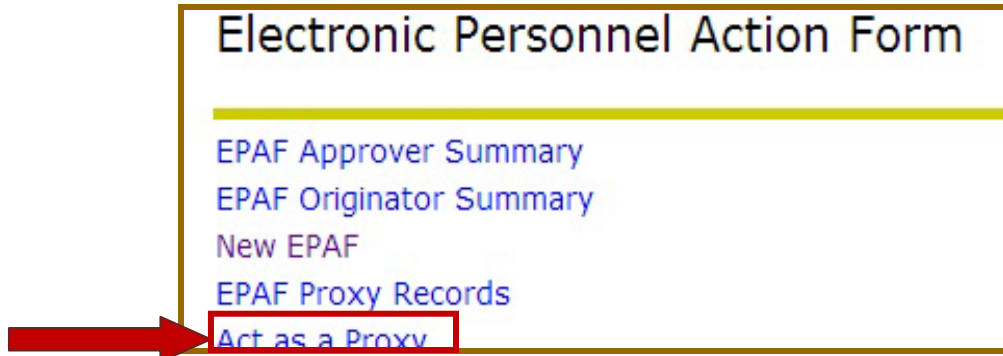 Electronic Personnel Action Form
EPAF Approver Summary
EPAF Originator Summary
New EPAF
EPAF Proxy Records
Act as a Proxy